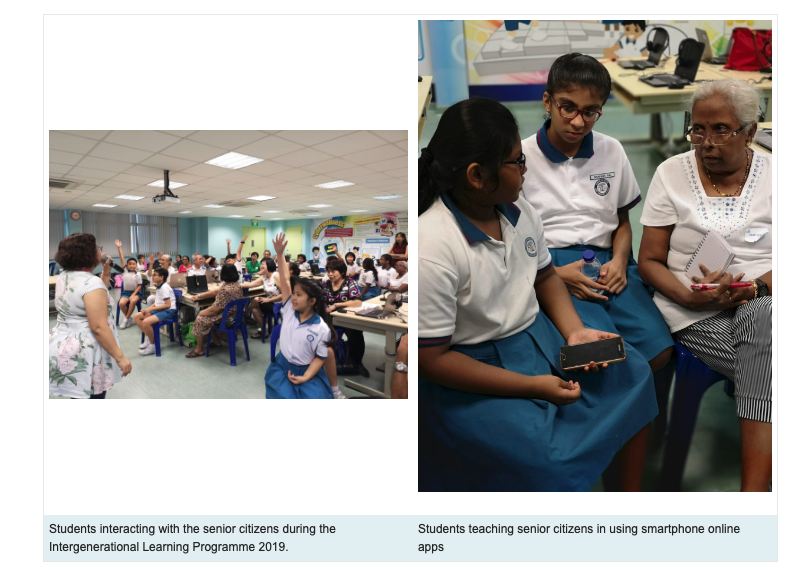 Students interacting with the senior citizens during the
Intergenerational Learning Programme 2019.
Students teaching senior citizens in using smartphone online
apps